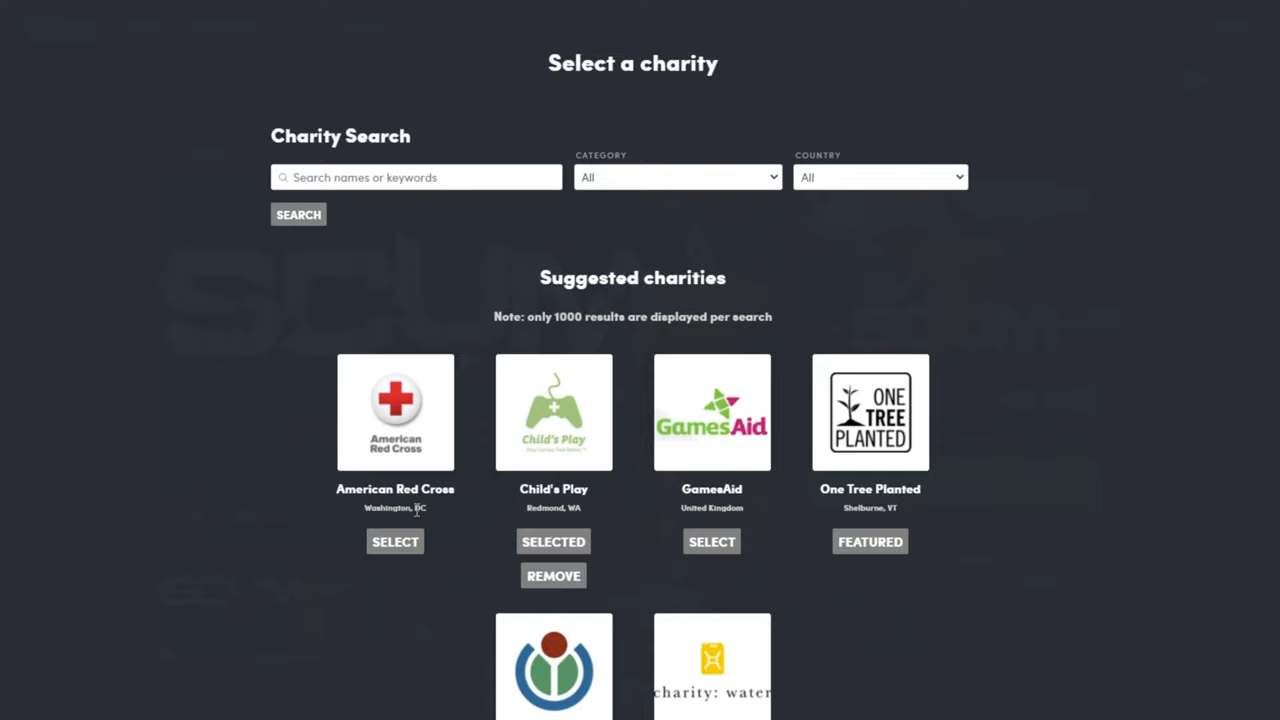 Select a charity
Charity Search
CATEGORY
COUNTRY
Search names or keywords
All
All
SEARCH
Suggested charities
Note: only 1000 results are displayed per search
American
Red Cross
Child's Play
GamesAid
ONE
TREE
PLANTED
American Red Cross
Child's Play
GamesAid
One Tree Planted
Washington, DC
Redmond, WA
United Kingdom
Shelburne, VT
SELECT
SELECTED
SELECT
FEATURED
REMOVE
charity: water